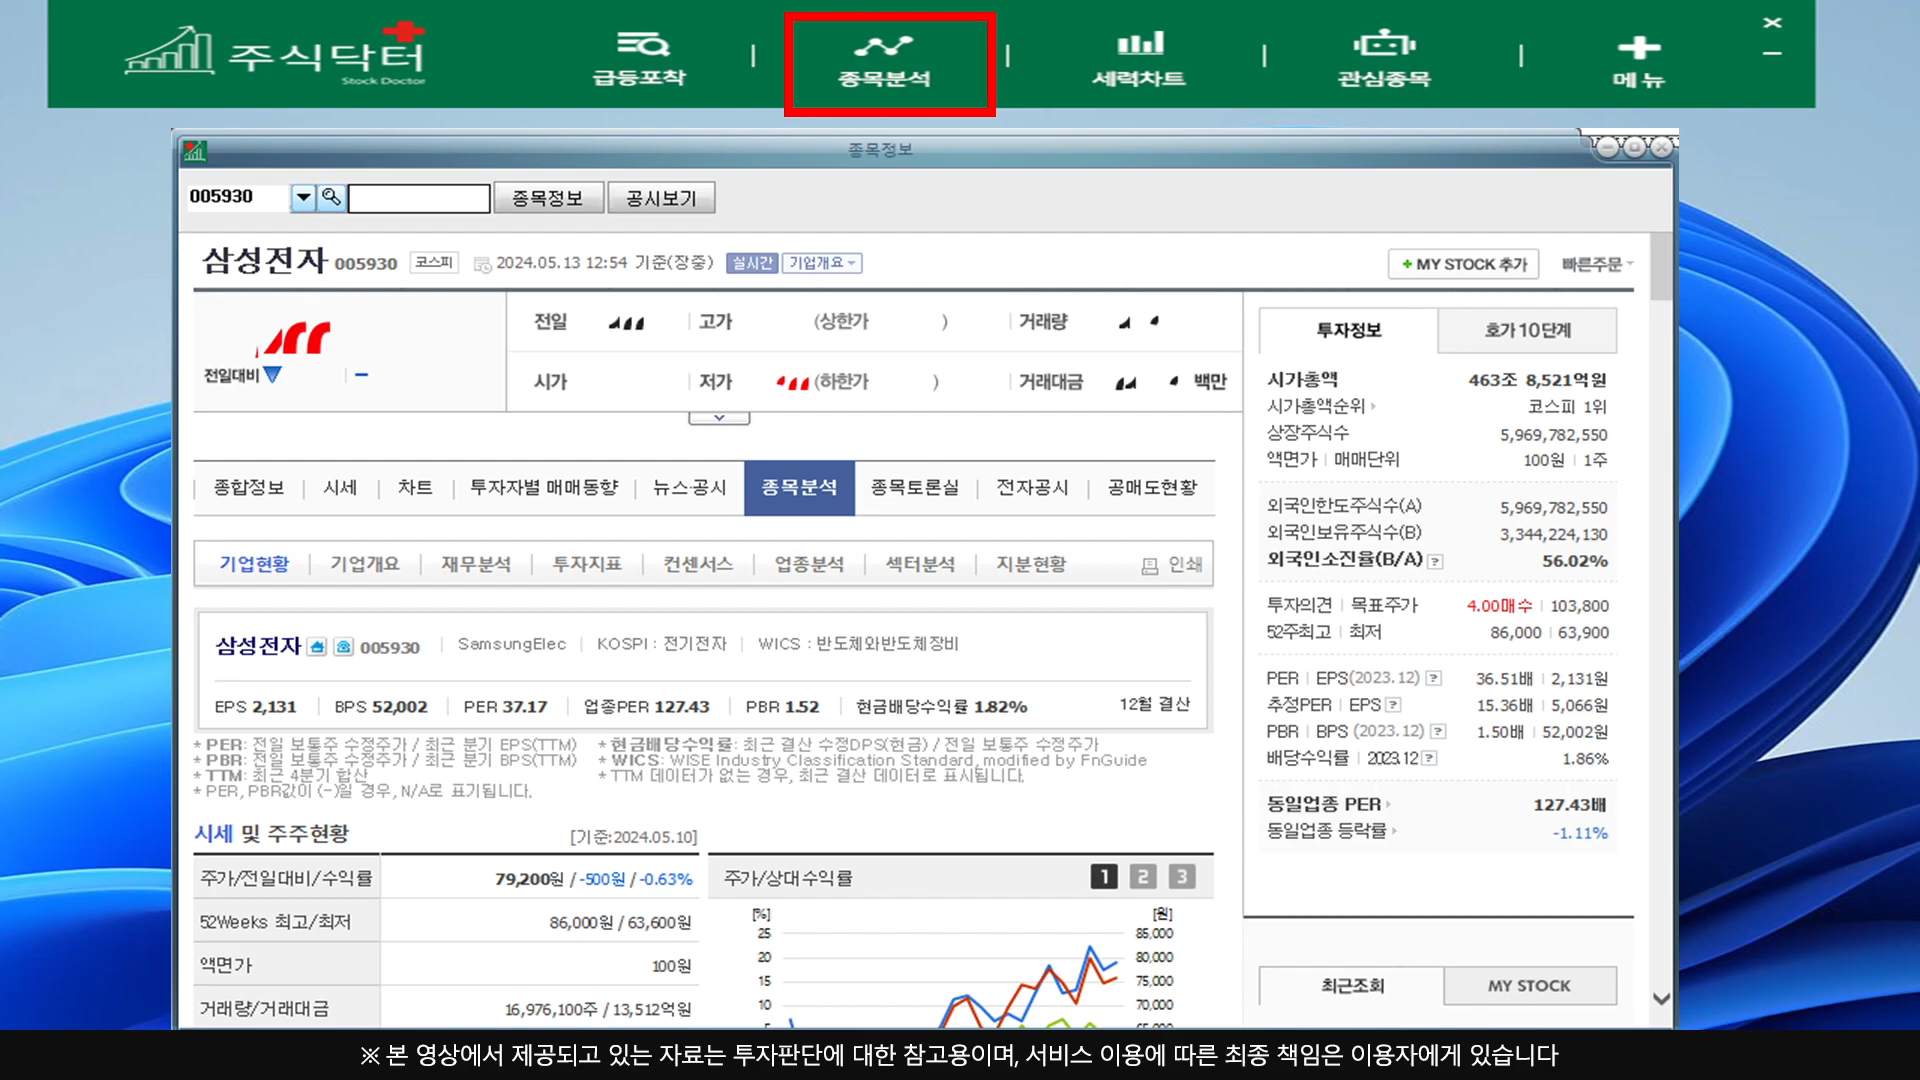 주식닥터
Stock Doctor
급등포착
종목분석
세력차트
관심종목
메뉴
종목정보
005930
종목정보
공시보기
삼성전자 005930 코스피 2024.05.13 12:54 기준(장중) 실시간 기업개요
+ MY STOCK 추가 빠른주문
전일대비
전일 고가 (상한가 ) 거래량
시가 저가 (하한가 ) 거래대금 백만
투자정보 호가 10단계
시가총액 463조 8,521억원
시가총액순위 코스피 1위
상장주식수 5,969,782,550
액면가 | 매매단위 100원 | 1주
외국인한도주식수(A) 5,969,782,550
외국인보유주식수(B) 3,344,224,130
외국인소진율(B/A) ? 56.02%
투자의견 | 목표주가 4.00매수 | 103,800
52주최고 | 최저 86,000 | 63,900
PER | EPS(2023.12) ? 36.51배 | 2,131원
추정PER | EPS ? 15.36배 | 5,066원
PBR | BPS (2023.12) ? 1.50배 | 52,002원
배당수익률 | 2023.12 ? 1.86%
동일업종 PER 127.43배
동일업종 등락률 -1.11%
최근조회 MY STOCK
종합정보 시세 차트 투자자별 매매동향 뉴스·공시 종목분석 종목토론실 전자공시 공매도현황
기업현황 기업개요 재무분석 투자지표 컨센서스 업종분석 섹터분석 지분현황 인쇄
삼성전자 005930 SamsungElec KOSPI : 전기전자 WICS : 반도체와반도체장비
EPS 2,131 BPS 52,002 PER 37.17 업종PER 127.43 PBR 1.52 현금배당수익률 1.82% 12월 결산
* PER: 전일 보통주 수정주가 / 최근 분기 EPS(TTM) * 현금배당수익률: 최근 결산 수정DPS(현금) / 전일 보통주 수정주가
* PBR: 전일 보통주 수정주가 / 최근 분기 BPS(TTM) * WICS: WISE Industry Classification Standard, modified by FnGuide
* TTM: 최근 4분기 합산 * TTM 데이터가 없는 경우, 최근 결산 데이터로 표시됩니다.
* PER, PBR값이 (-)일 경우, N/A로 표기됩니다.
시세 및 주주현황 [기준:2024.05.10]
주가/전일대비/수익률 79,200원 / -500원 / -0.63%
52Weeks 최고/최저 86,000원 / 63,600원
액면가 100원
거래량/거래대금 16,976,100주 / 13,512억원
주가/상대수익률 1 2 3
[%] [원]
25 85,000
20 80,000
15 75,000
10 70,000
5 65,000
※ 본 영상에서 제공되고 있는 자료는 투자판단에 대한 참고용이며, 서비스 이용에 따른 최종 책임은 이용자에게 있습니다